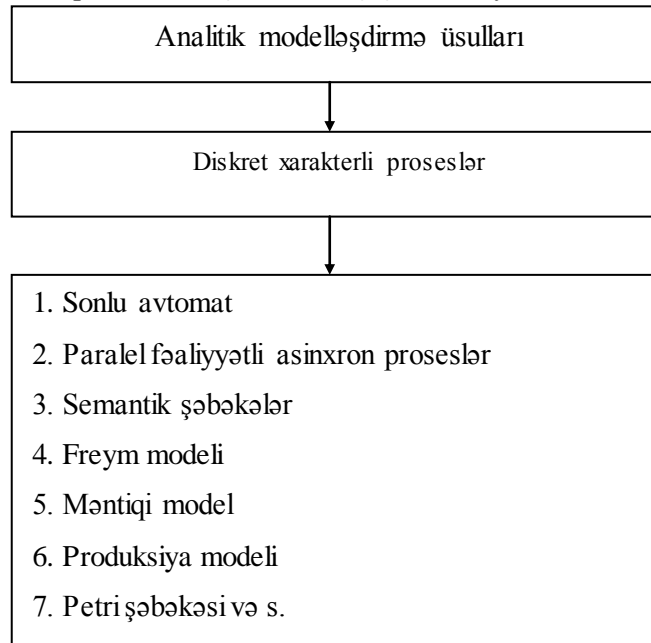 Analitik modelləşdirmə üsulları
Diskret xarakterli proseslər
1. Sonlu avtomat
2. Paralel fəaliyyətli asinxron proseslər
3. Semantik şəbəkələr
4. Freym modeli
5. Məntiqi model
6. Produksiya modeli
7. Petri şəbəkəsi və s.